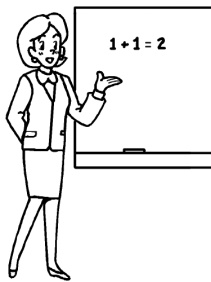 1 + 1 = 2